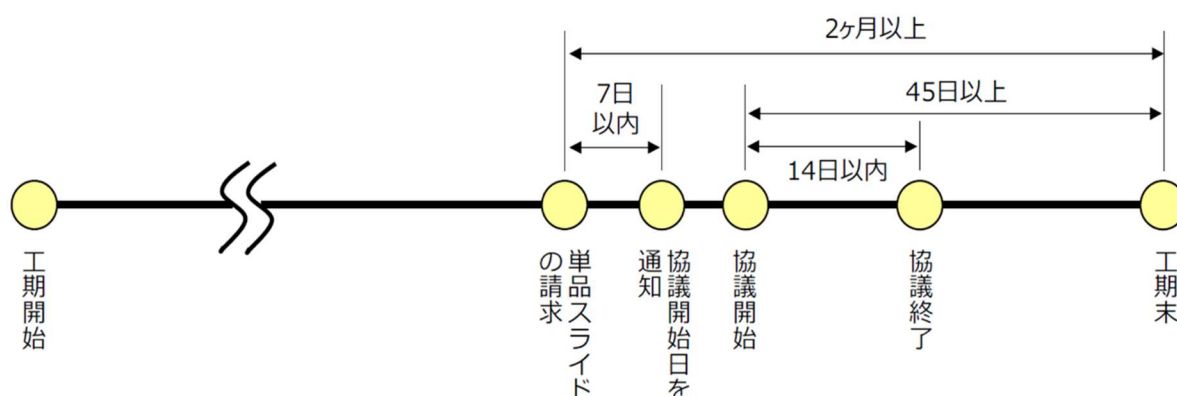 2ヶ月以上
7日
以内
45日以上
14日以内
工期開始
単品スライド
の請求
協議開始日を
通知
協議開始
協議終了
工期末